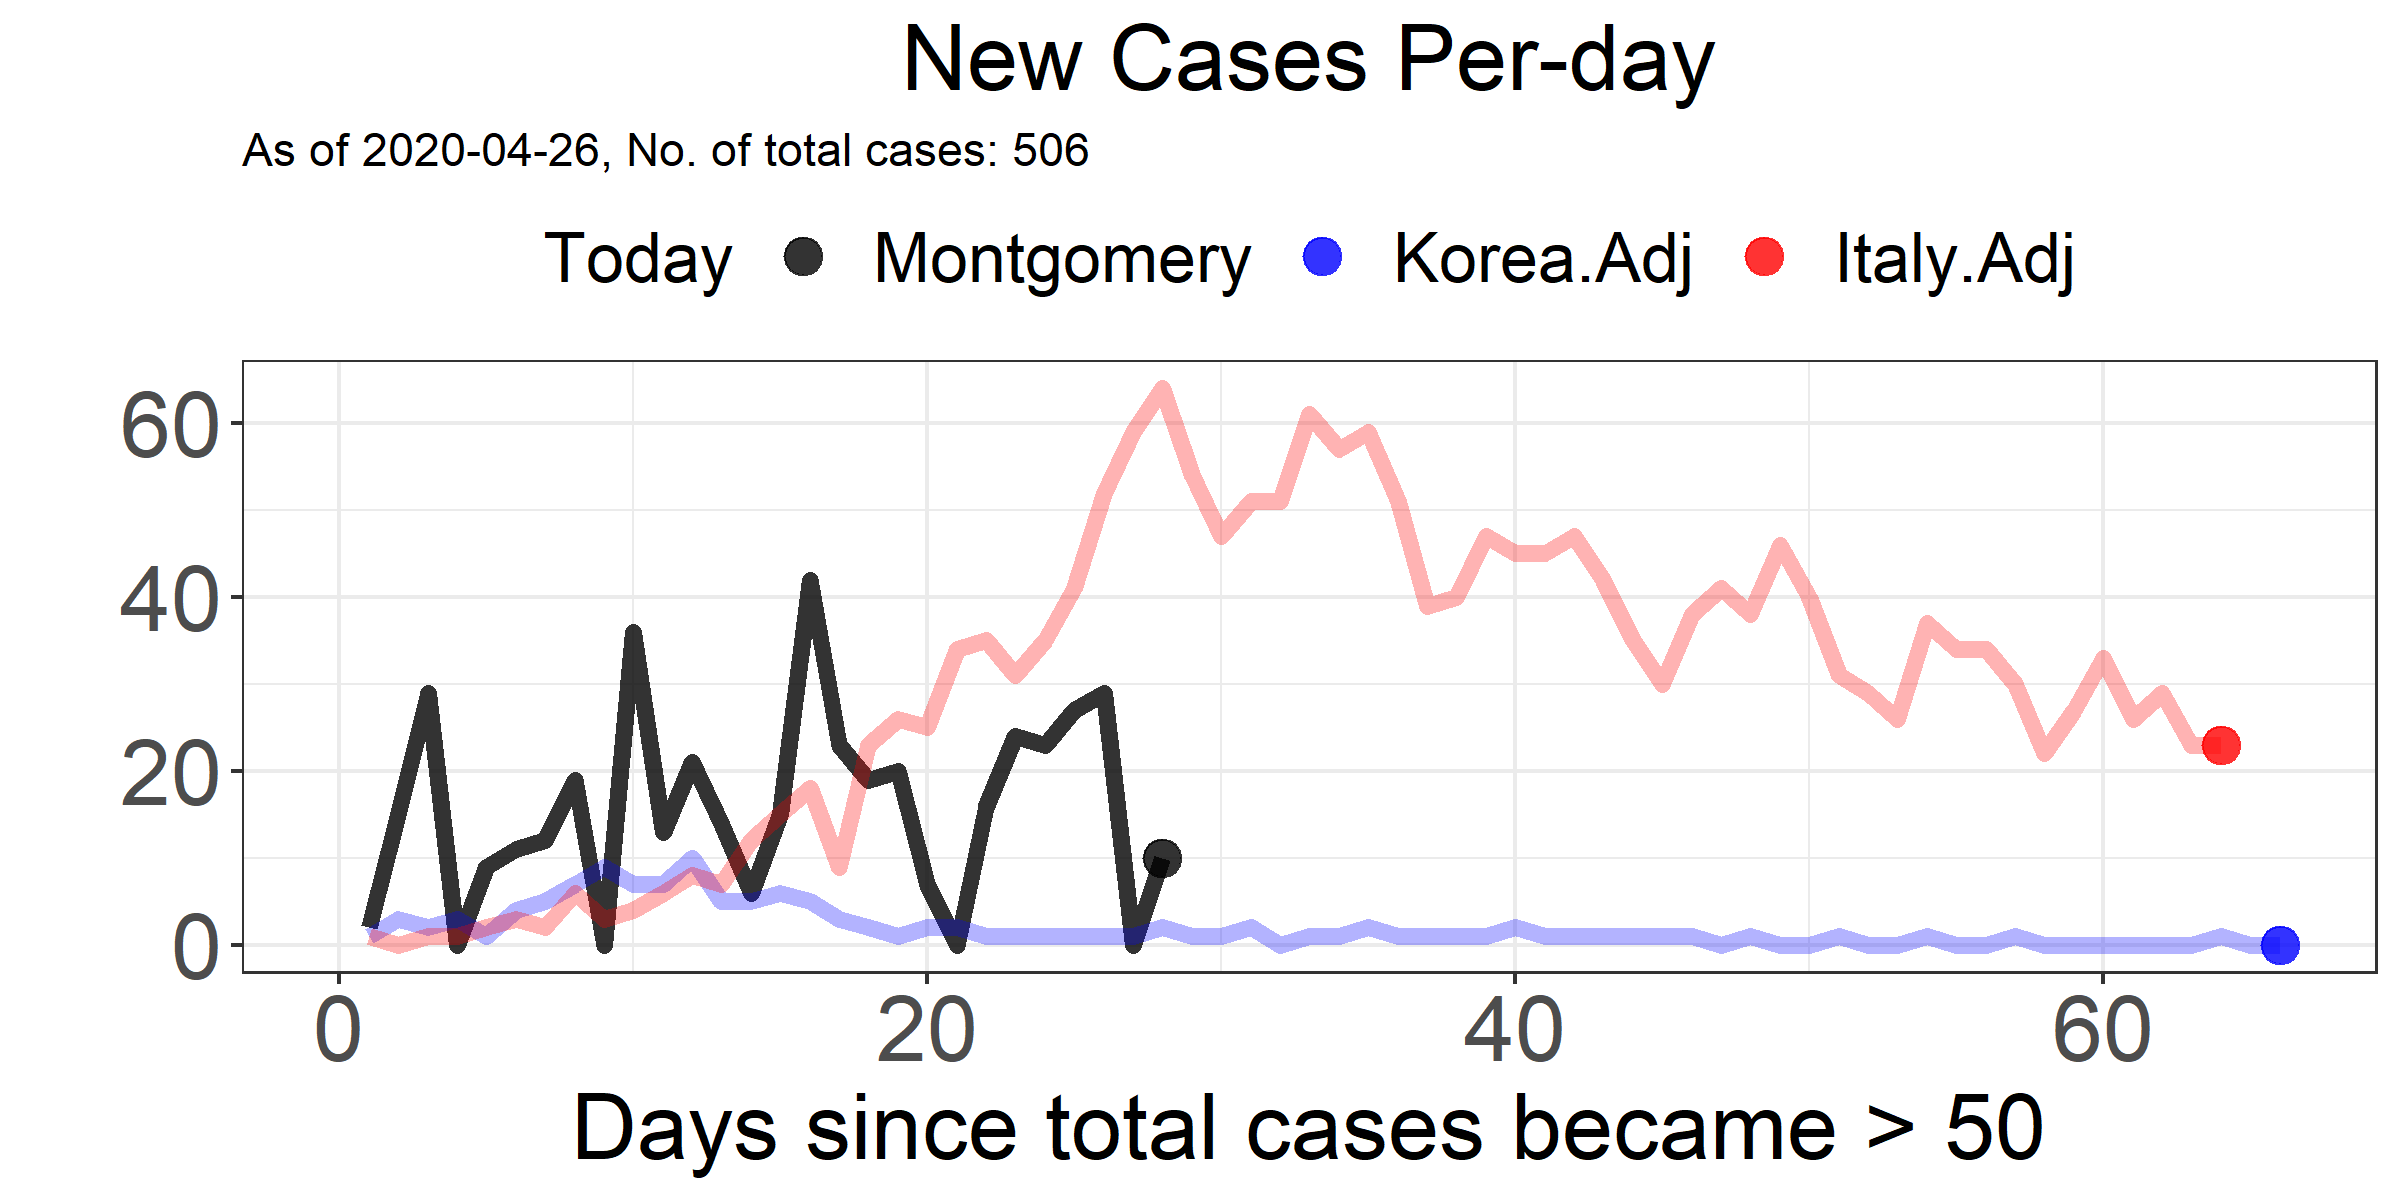 New Cases Per-day
As of 2020-04-26, No. of total cases: 506
Today Montgomery Korea.Adj Italy.Adj
60
40
20
0
0 20 40 60
Days since total cases became > 50